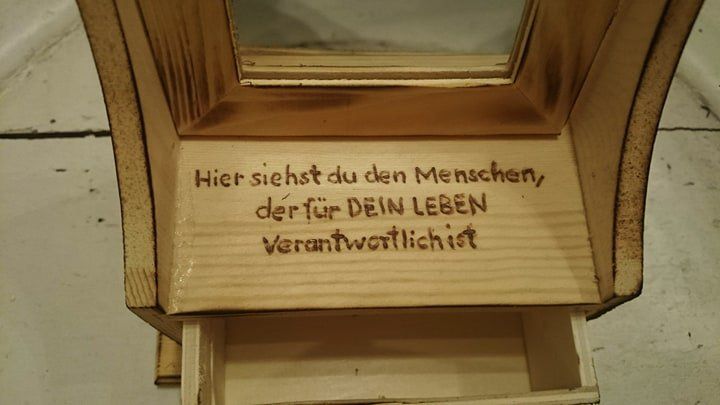 Hier siehst du den Menschen,
der für DEIN LEBEN
verantwortlich ist